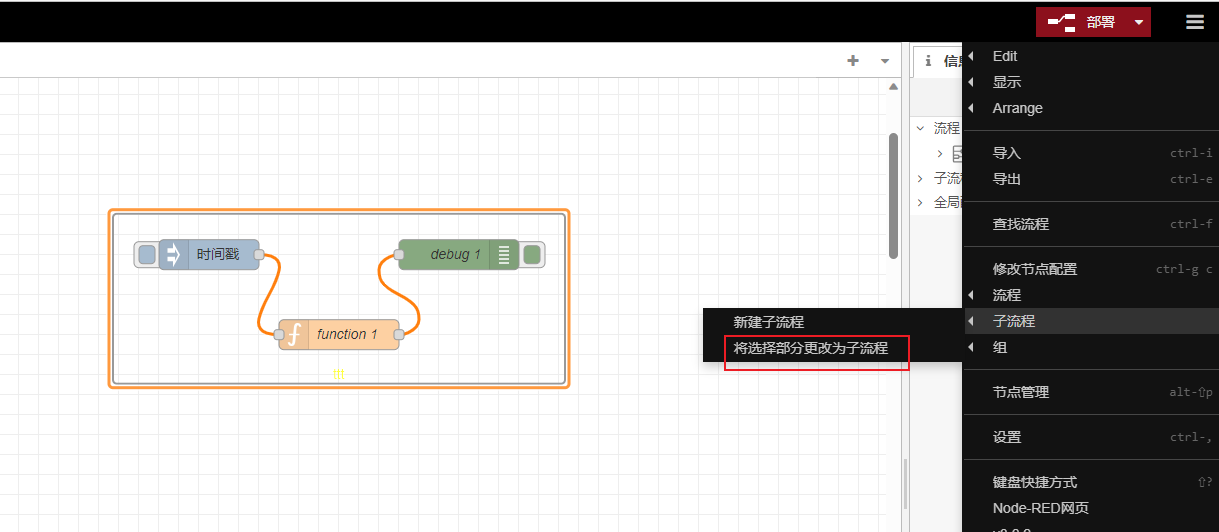 部署
Edit
信息
显示
Arrange
流程
导入 ctrl-i
子流程
导出 ctrl-e
全局
查找流程 ctrl-f
时间戳
debug 1
修改节点配置 ctrl-g c
流程
新建子流程
子流程
function 1
将选择部分更改为子流程
组
节点管理 alt-⇧p
设置 ctrl-,
键盘快捷方式 ⇧?
Node-RED网页